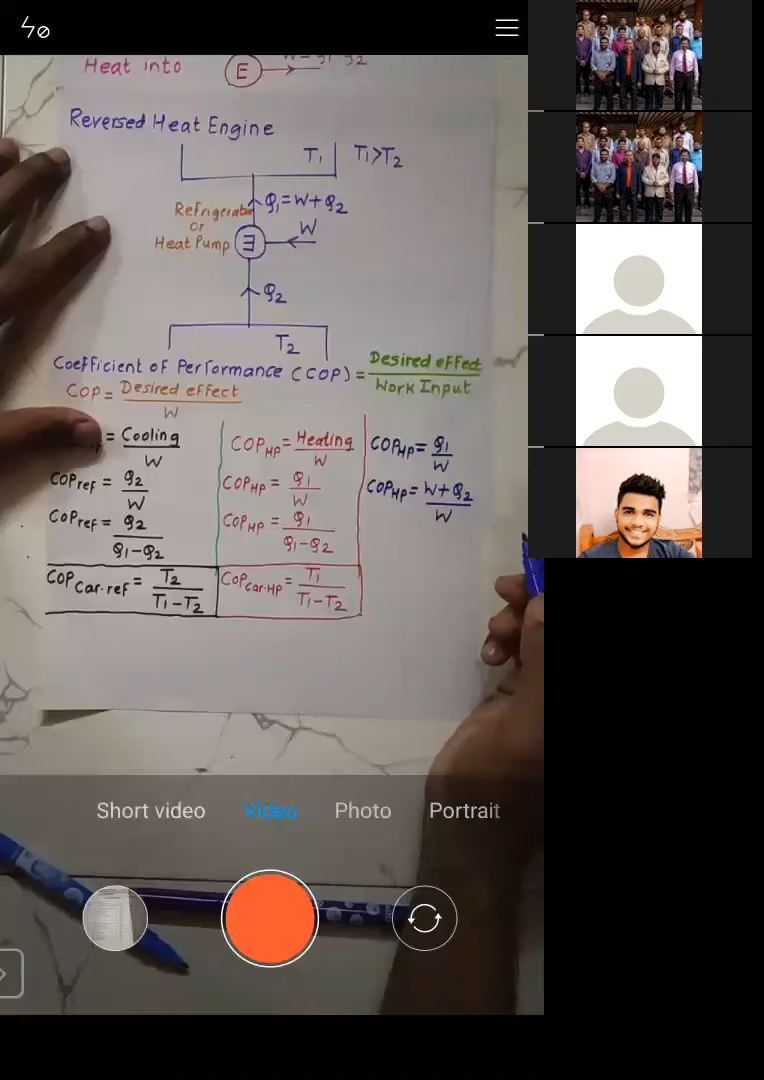 Heat into
E
Reversed Heat Engine
T1 T1>T2
Q1=W+Q2
Refrigerator
or
Heat Pump
E
W
Q2
T2
Coefficient of Performance (COP) = Desired effect / Work Input
COP = Desired effect / W
= Cooling / W
COPref = Q2 / W
COPref = Q2 / Q1-Q2
COPCar.ref = T2 / T1-T2
COPHP = Heating / W
COPHP = Q1 / W
COPHP = Q1 / Q1-Q2
COPCar.HP = T1 / T1-T2
COPHP = Q1 / W
COPHP = W+Q2 / W
Short video Video Photo Portrait